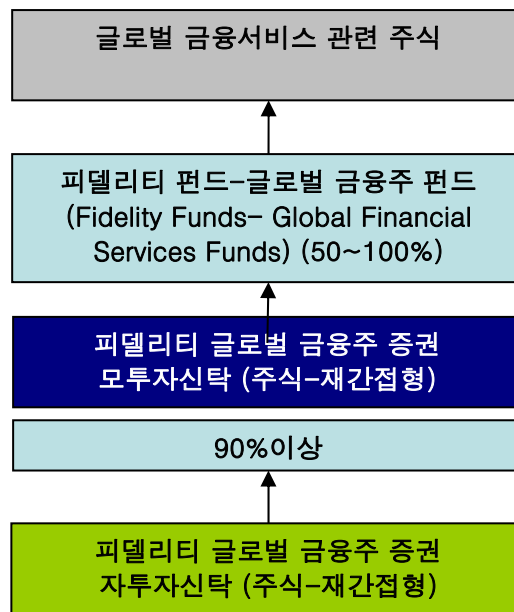 글로벌 금융서비스 관련 주식
피델리티 펀드-글로벌 금융주 펀드
(Fidelity Funds- Global Financial
Services Funds) (50~100%)
피델리티 글로벌 금융주 증권
모투자신탁 (주식-재간접형)
90%이상
피델리티 글로벌 금융주 증권
자투자신탁 (주식-재간접형)